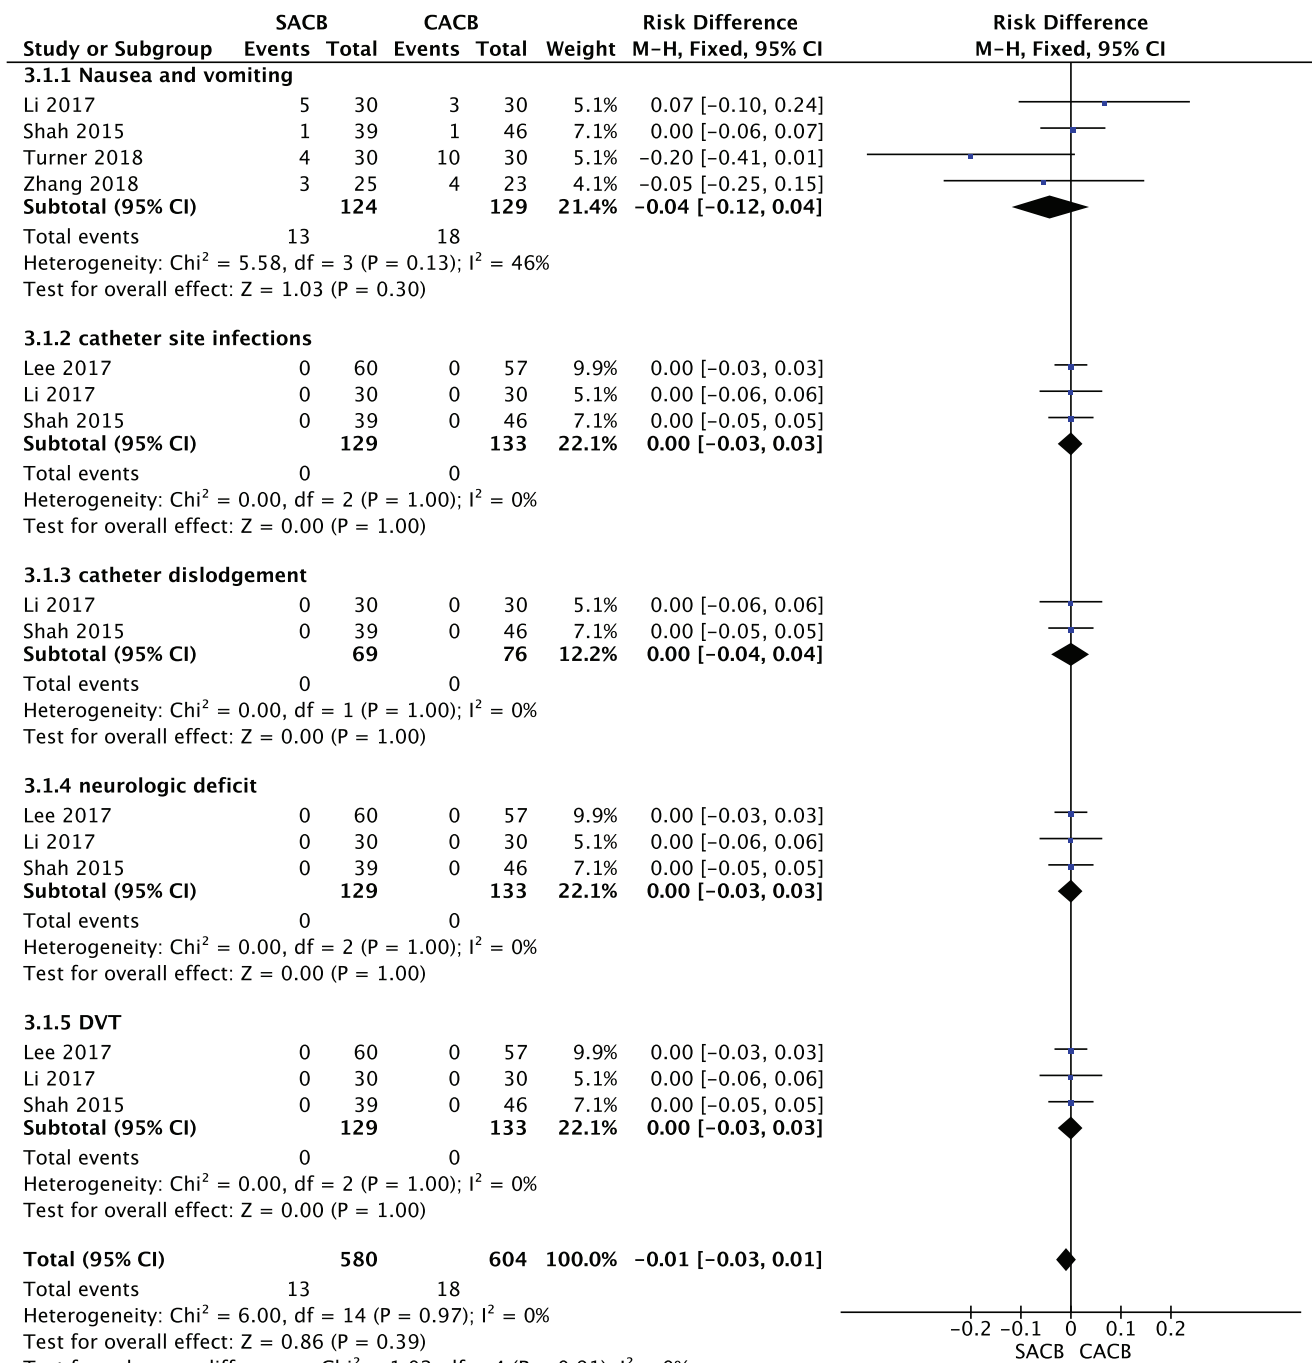 SACB CACB Risk Difference Risk Difference
Study or Subgroup Events Total Events Total Weight M-H, Fixed, 95% CI M-H, Fixed, 95% CI
3.1.1 Nausea and vomiting
Li 2017 5 30 3 30 5.1% 0.07 [-0.10, 0.24]
Shah 2015 1 39 1 46 7.1% 0.00 [-0.06, 0.07]
Turner 2018 4 30 10 30 5.1% -0.20 [-0.41, 0.01]
Zhang 2018 3 25 4 23 4.1% -0.05 [-0.25, 0.15]
Subtotal (95% CI) 124 129 21.4% -0.04 [-0.12, 0.04]
Total events 13 18
Heterogeneity: Chi² = 5.58, df = 3 (P = 0.13); I² = 46%
Test for overall effect: Z = 1.03 (P = 0.30)
3.1.2 catheter site infections
Lee 2017 0 60 0 57 9.9% 0.00 [-0.03, 0.03]
Li 2017 0 30 0 30 5.1% 0.00 [-0.06, 0.06]
Shah 2015 0 39 0 46 7.1% 0.00 [-0.05, 0.05]
Subtotal (95% CI) 129 133 22.1% 0.00 [-0.03, 0.03]
Total events 0 0
Heterogeneity: Chi² = 0.00, df = 2 (P = 1.00); I² = 0%
Test for overall effect: Z = 0.00 (P = 1.00)
3.1.3 catheter dislodgement
Li 2017 0 30 0 30 5.1% 0.00 [-0.06, 0.06]
Shah 2015 0 39 0 46 7.1% 0.00 [-0.05, 0.05]
Subtotal (95% CI) 69 76 12.2% 0.00 [-0.04, 0.04]
Total events 0 0
Heterogeneity: Chi² = 0.00, df = 1 (P = 1.00); I² = 0%
Test for overall effect: Z = 0.00 (P = 1.00)
3.1.4 neurologic deficit
Lee 2017 0 60 0 57 9.9% 0.00 [-0.03, 0.03]
Li 2017 0 30 0 30 5.1% 0.00 [-0.06, 0.06]
Shah 2015 0 39 0 46 7.1% 0.00 [-0.05, 0.05]
Subtotal (95% CI) 129 133 22.1% 0.00 [-0.03, 0.03]
Total events 0 0
Heterogeneity: Chi² = 0.00, df = 2 (P = 1.00); I² = 0%
Test for overall effect: Z = 0.00 (P = 1.00)
3.1.5 DVT
Lee 2017 0 60 0 57 9.9% 0.00 [-0.03, 0.03]
Li 2017 0 30 0 30 5.1% 0.00 [-0.06, 0.06]
Shah 2015 0 39 0 46 7.1% 0.00 [-0.05, 0.05]
Subtotal (95% CI) 129 133 22.1% 0.00 [-0.03, 0.03]
Total events 0 0
Heterogeneity: Chi² = 0.00, df = 2 (P = 1.00); I² = 0%
Test for overall effect: Z = 0.00 (P = 1.00)
Total (95% CI) 580 604 100.0% -0.01 [-0.03, 0.01]
Total events 13 18
Heterogeneity: Chi² = 6.00, df = 14 (P = 0.97); I² = 0%
Test for overall effect: Z = 0.86 (P = 0.39)
-0.2 -0.1 0 0.1 0.2
SACB CACB